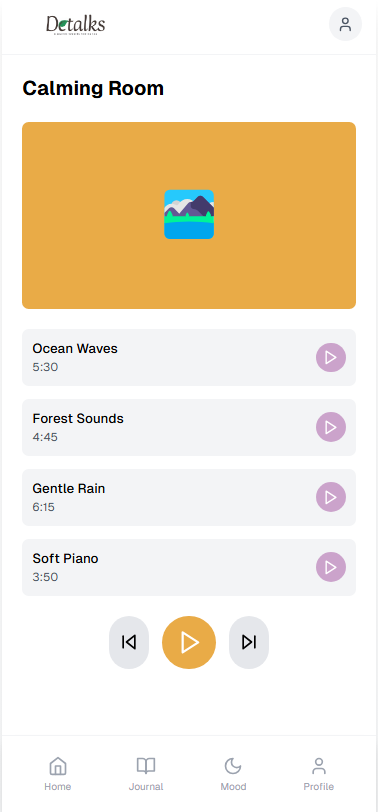 Detalks
Calming Room
Ocean Waves
5:30
Forest Sounds
4:45
Gentle Rain
6:15
Soft Piano
3:50
Home
Journal
Mood
Profile